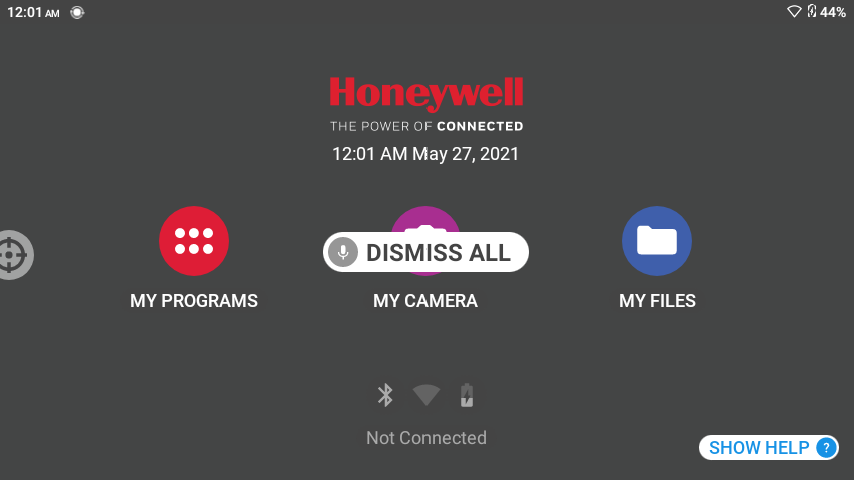 12:01 AM
44%
Honeywell
THE POWER OF CONNECTED
12:01 AM May 27, 2021
DISMISS ALL
MY PROGRAMS
MY CAMERA
MY FILES
Not Connected
SHOW HELP ?